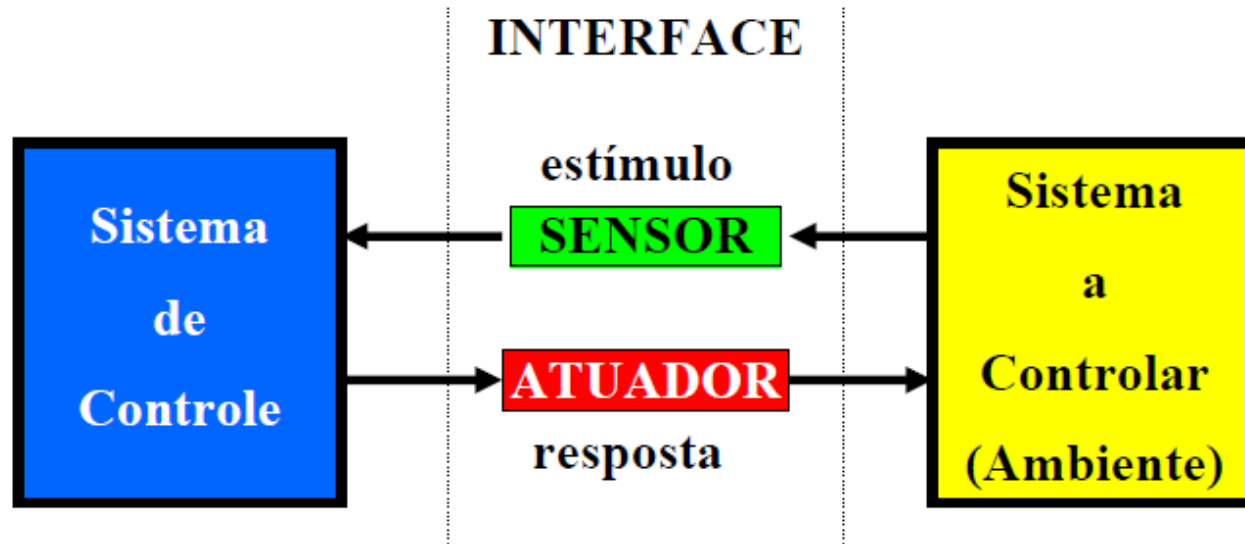 INTERFACE
Sistema
de
Controle
estímulo
SENSOR
ATUADOR
resposta
Sistema
a
Controlar
(Ambiente)